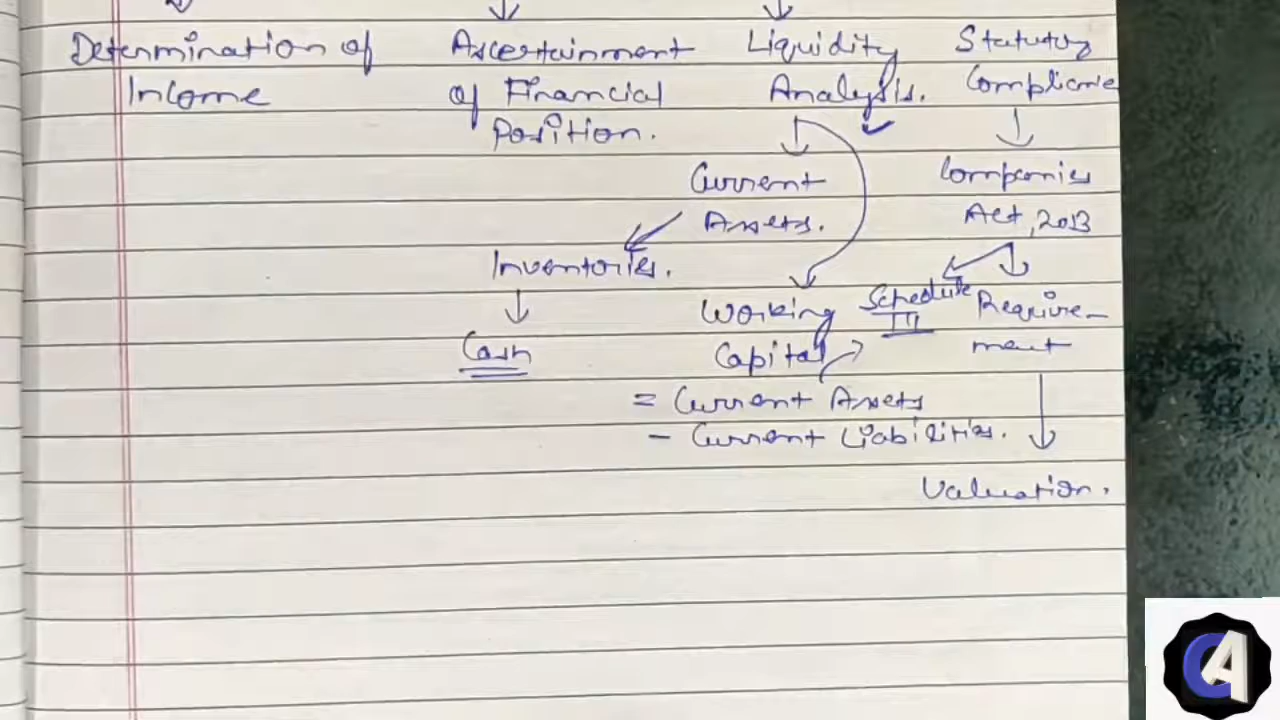 Determination of
Income
Ascertainment
of Financial
Position.
Liquidity
Analysis.
Statutory
Compliance
Current
Assets.
Inventories.
Cash
Working
Capital
= Current Assets
- Current Liabilities.
Companies
Act, 2013
Schedule
III
Require-
ment
Valuation.
CA